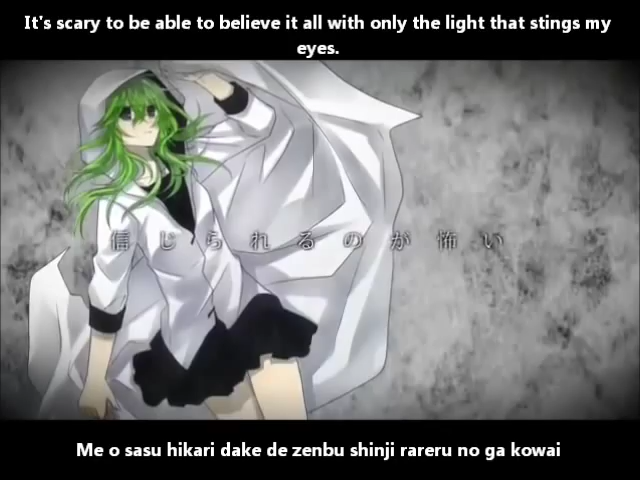 It's scary to be able to believe it all with only the light that stings my
eyes.
信じられるのが怖い
Me o sasu hikari dake de zenbu shinji rareru no ga kowai